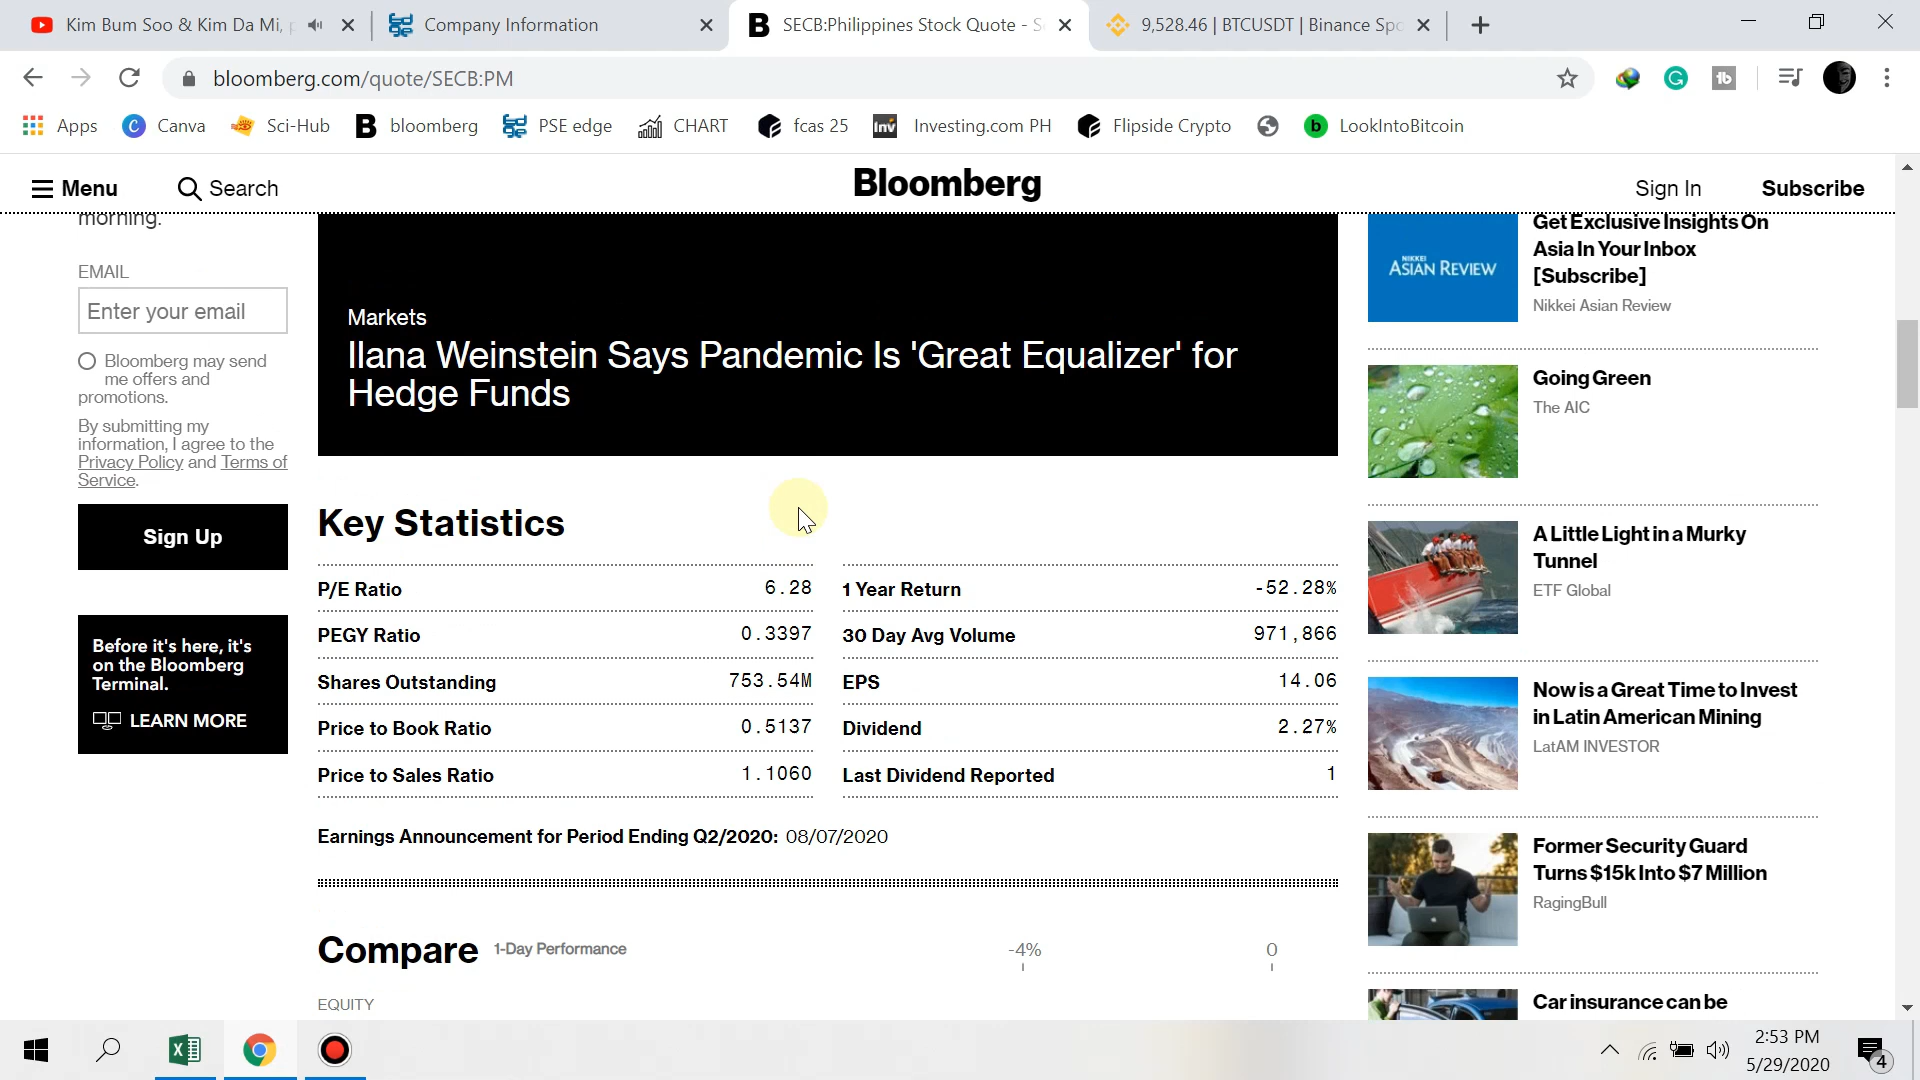 Kim Bum Soo & Kim Da Mi,
Company Information
SECB:Philippines Stock Quote -
9,528.46 | BTCUSDT | Binance Spo
bloomberg.com/quote/SECB:PM
Apps
Canva
Sci-Hub
bloomberg
PSE edge
CHART
fcas 25
Investing.com PH
Flipside Crypto
LookIntoBitcoin
Menu
Search
Bloomberg
Sign In
Subscribe
morning.
EMAIL
Enter your email
Bloomberg may send
me offers and
promotions.
By submitting my
information, I agree to the
Privacy Policy and Terms of
Service.
Sign Up
Before it's here, it's
on the Bloomberg
Terminal.
LEARN MORE
Markets
Ilana Weinstein Says Pandemic Is 'Great Equalizer' for
Hedge Funds
Key Statistics
P/E Ratio 6.28
PEGY Ratio 0.3397
Shares Outstanding 753.54M
Price to Book Ratio 0.5137
Price to Sales Ratio 1.1060
1 Year Return -52.28%
30 Day Avg Volume 971,866
EPS 14.06
Dividend 2.27%
Last Dividend Reported 1
Earnings Announcement for Period Ending Q2/2020: 08/07/2020
Compare 1-Day Performance -4% 0
EQUITY
NIKKEI
ASIAN REVIEW
Get Exclusive Insights On
Asia In Your Inbox
[Subscribe]
Nikkei Asian Review
Going Green
The AIC
A Little Light in a Murky
Tunnel
ETF Global
Now is a Great Time to Invest
in Latin American Mining
LatAM INVESTOR
Former Security Guard
Turns $15k Into $7 Million
RagingBull
Car insurance can be
2:53 PM
5/29/2020
4